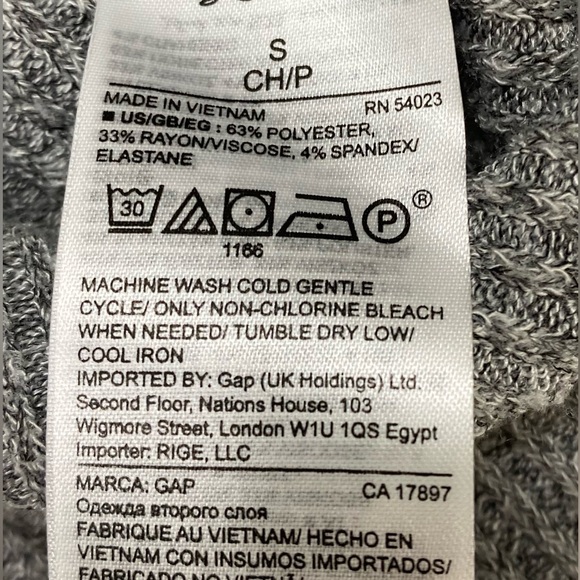 S
CH/P
MADE IN VIETNAM RN 54023
■ US/GB/EG : 63% POLYESTER,
33% RAYON/VISCOSE, 4% SPANDEX/
ELASTANE
30 P ®
1166
MACHINE WASH COLD GENTLE
CYCLE/ ONLY NON-CHLORINE BLEACH
WHEN NEEDED/ TUMBLE DRY LOW/
COOL IRON
IMPORTED BY: Gap (UK Holdings) Ltd.
Second Floor, Nations House, 103
Wigmore Street, London W1U 1QS Egypt
Importer: RIGE, LLC
MARCA: GAP CA 17897
Одежда второго слоя
FABRIQUE AU VIETNAM/ HECHO EN
VIETNAM CON INSUMOS IMPORTADOS/
FABRICADO NO